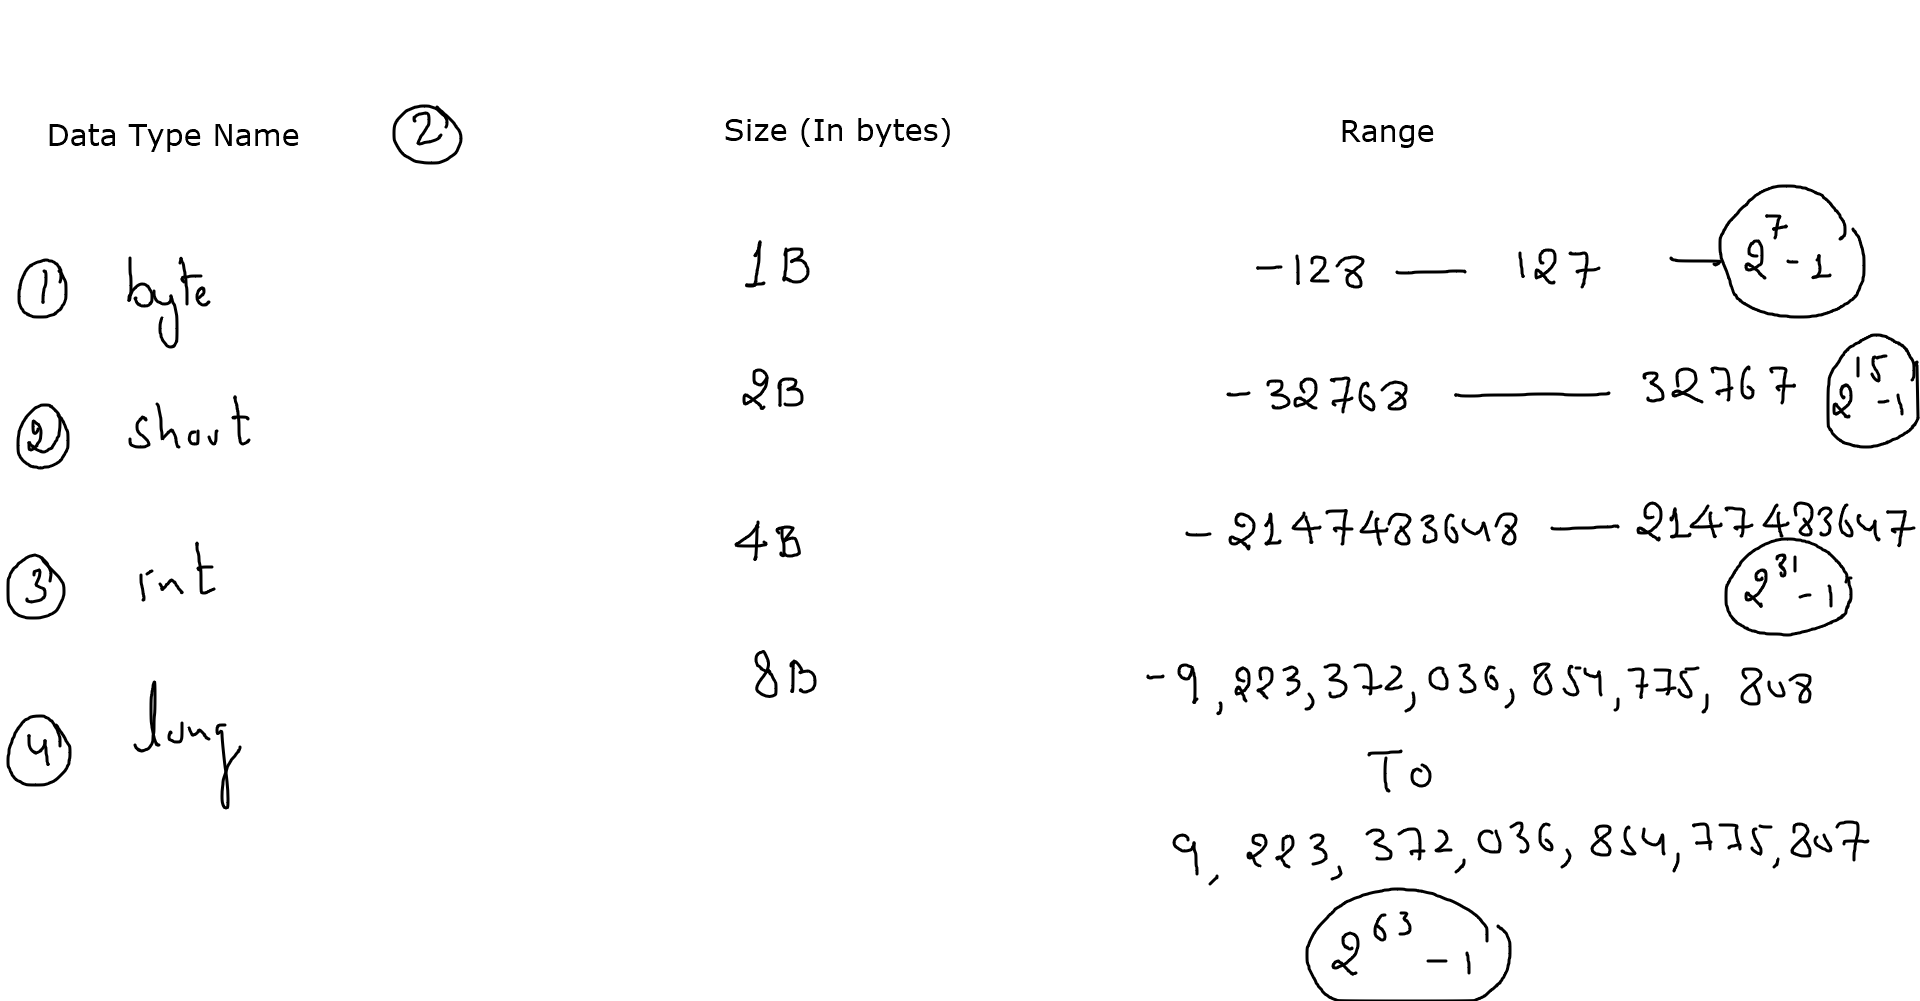 Data Type Name ② Size (In bytes) Range
① byte 1B -128 — 127 — 2^7 - 1
② short 2B -32768 — 32767 2^15 - 1
③ int 4B -2147483648 — 2147483647
2^31 - 1
④ long 8B -9,223,372,036,854,775,808
To
9,223,372,036,854,775,807
2^63 - 1